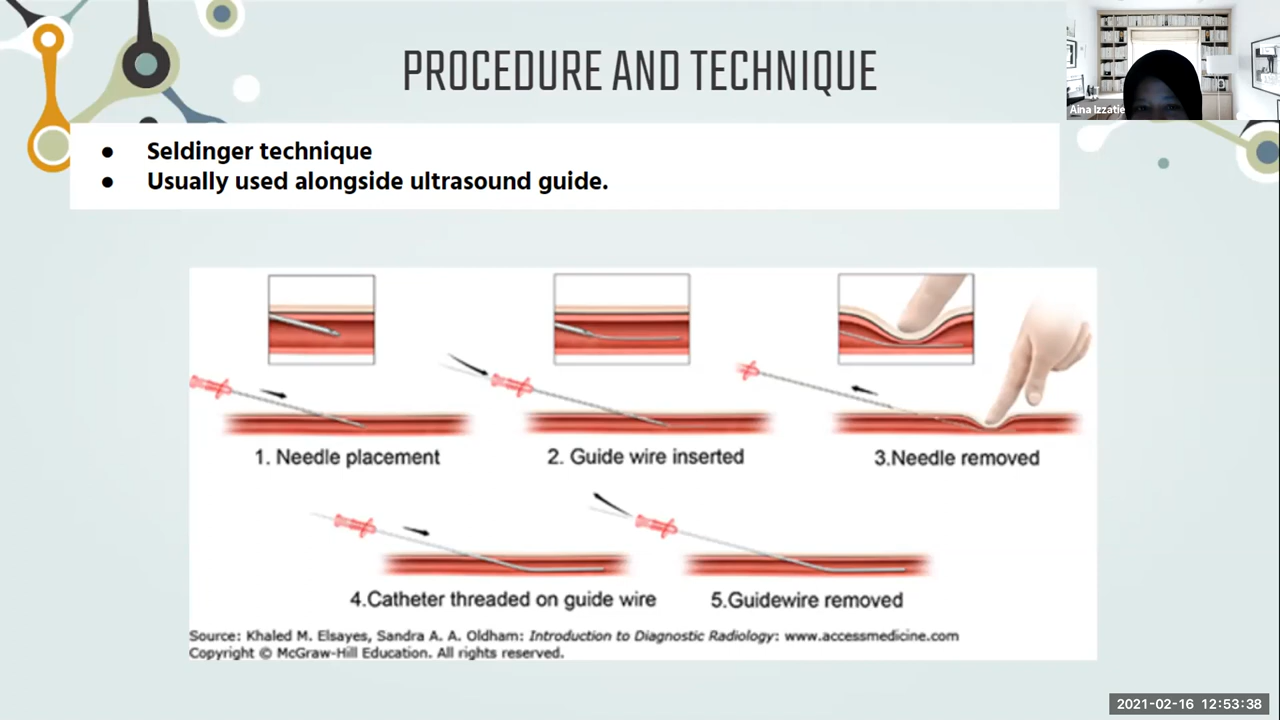 PROCEDURE AND TECHNIQUE
Aina Izzatie
● Seldinger technique
● Usually used alongside ultrasound guide.
1. Needle placement
2. Guide wire inserted
3.Needle removed
4.Catheter threaded on guide wire
5.Guidewire removed
Source: Khaled M. Elsayes, Sandra A. A. Oldham: Introduction to Diagnostic Radiology: www.accessmedicine.com
Copyright © McGraw-Hill Education. All rights reserved.
2021-02-16 12:53:38